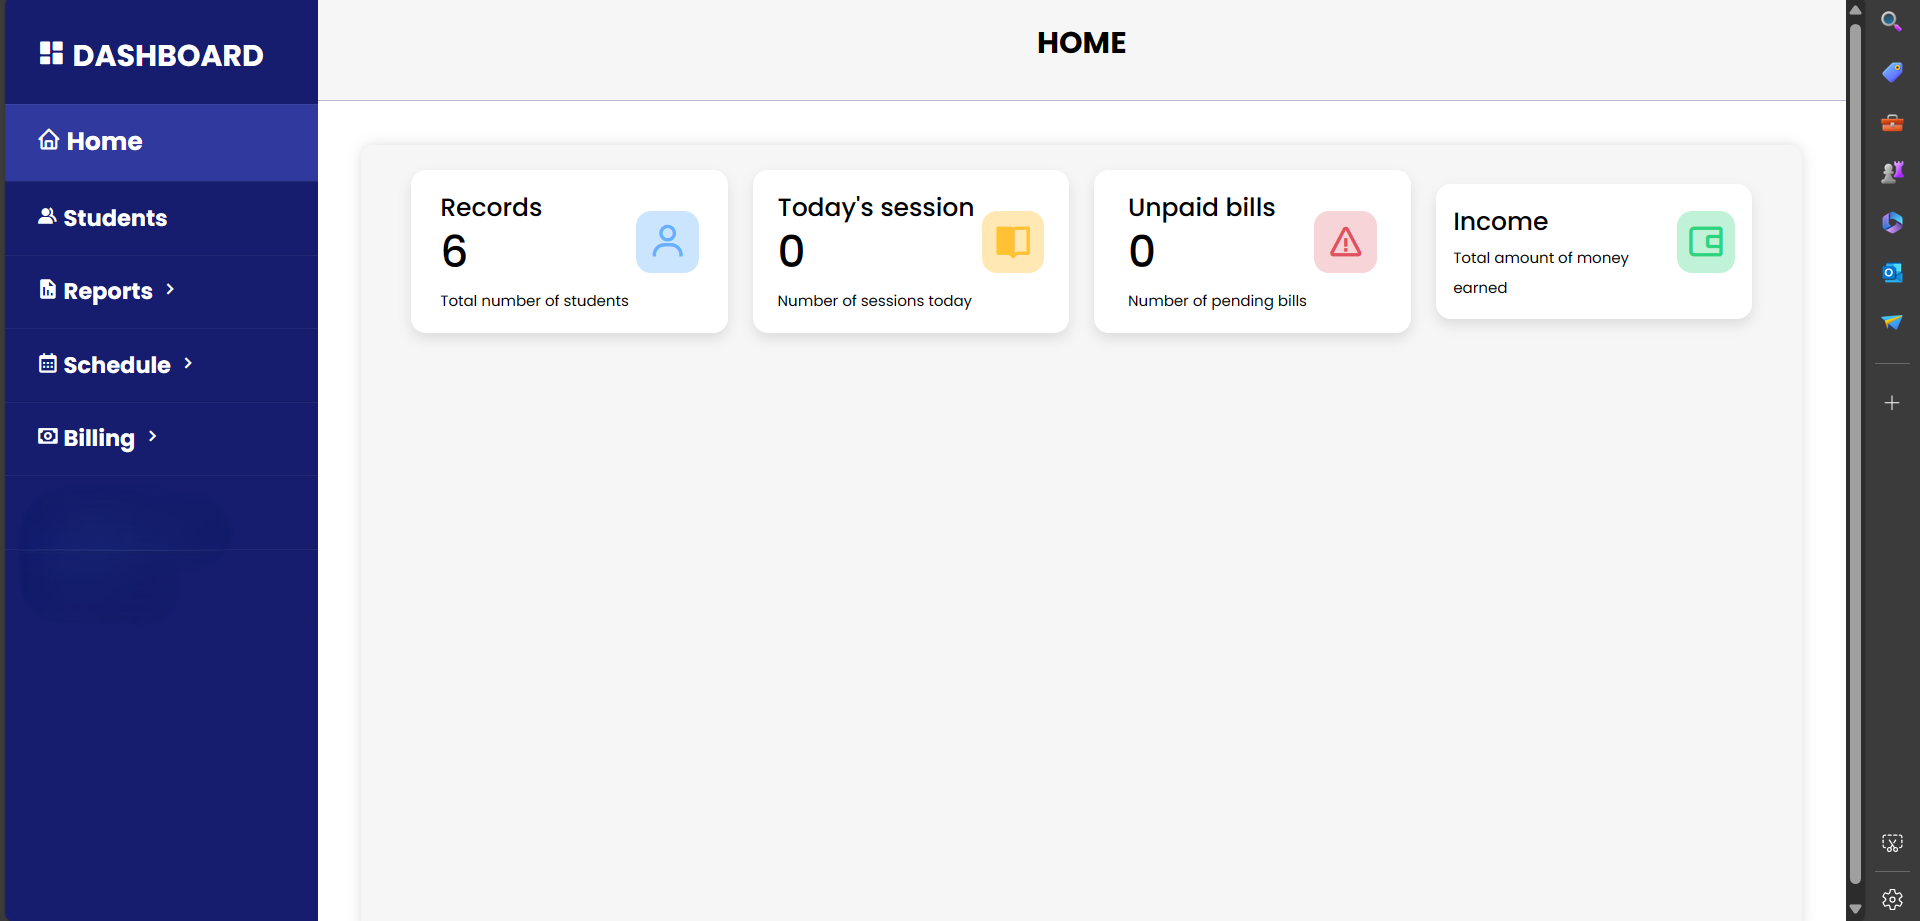 DASHBOARD
Home
Students
Reports
Schedule
Billing
HOME
Records
6
Total number of students
Today's session
0
Number of sessions today
Unpaid bills
0
Number of pending bills
Income
Total amount of money
earned